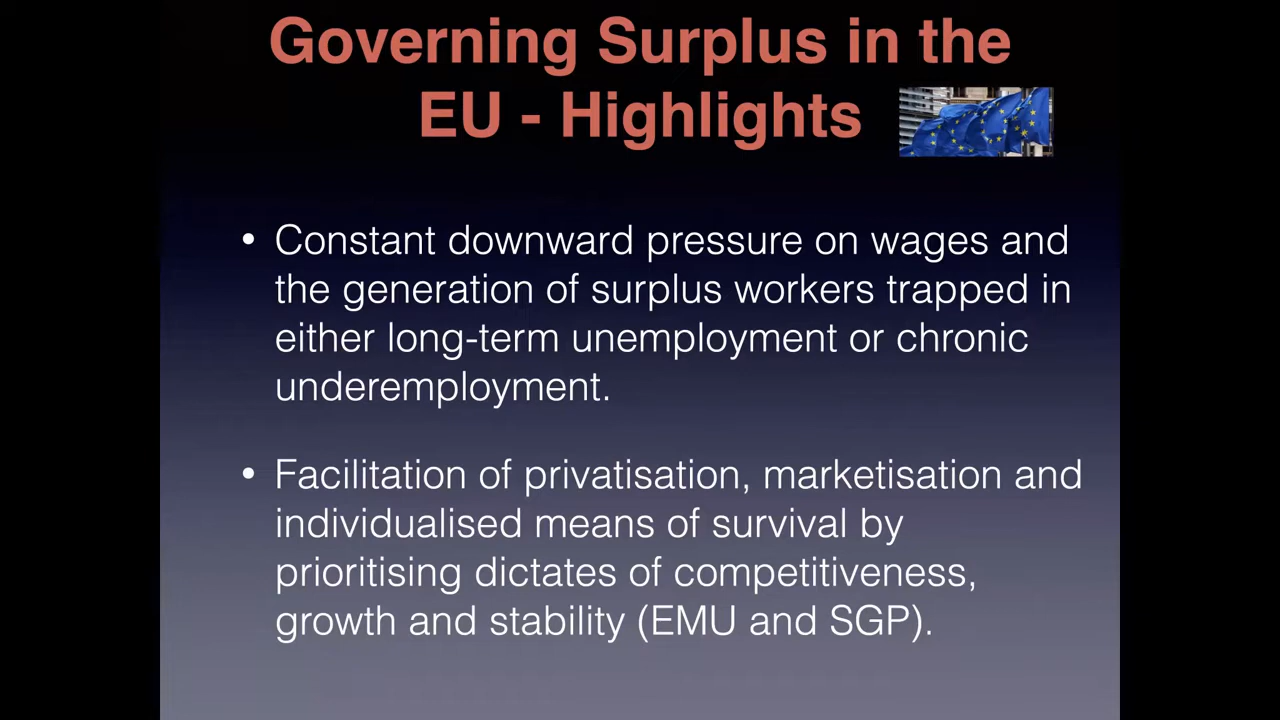 Governing Surplus in the
EU - Highlights
• Constant downward pressure on wages and
the generation of surplus workers trapped in
either long-term unemployment or chronic
underemployment.
• Facilitation of privatisation, marketisation and
individualised means of survival by
prioritising dictates of competitiveness,
growth and stability (EMU and SGP).